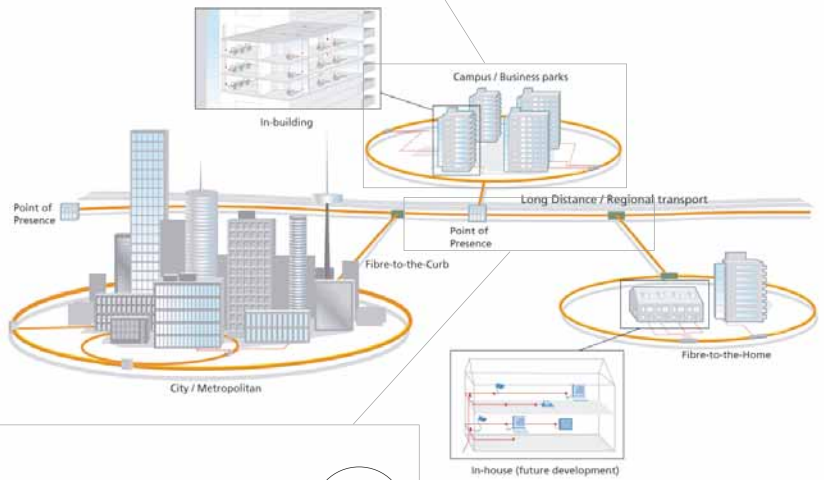 Campus / Business parks
In-building
Point of
Presence
Long Distance / Regional transport
Point of
Presence
Fibre-to-the-Curb
Fibre-to-the-Home
City / Metropolitan
In-house (future development)